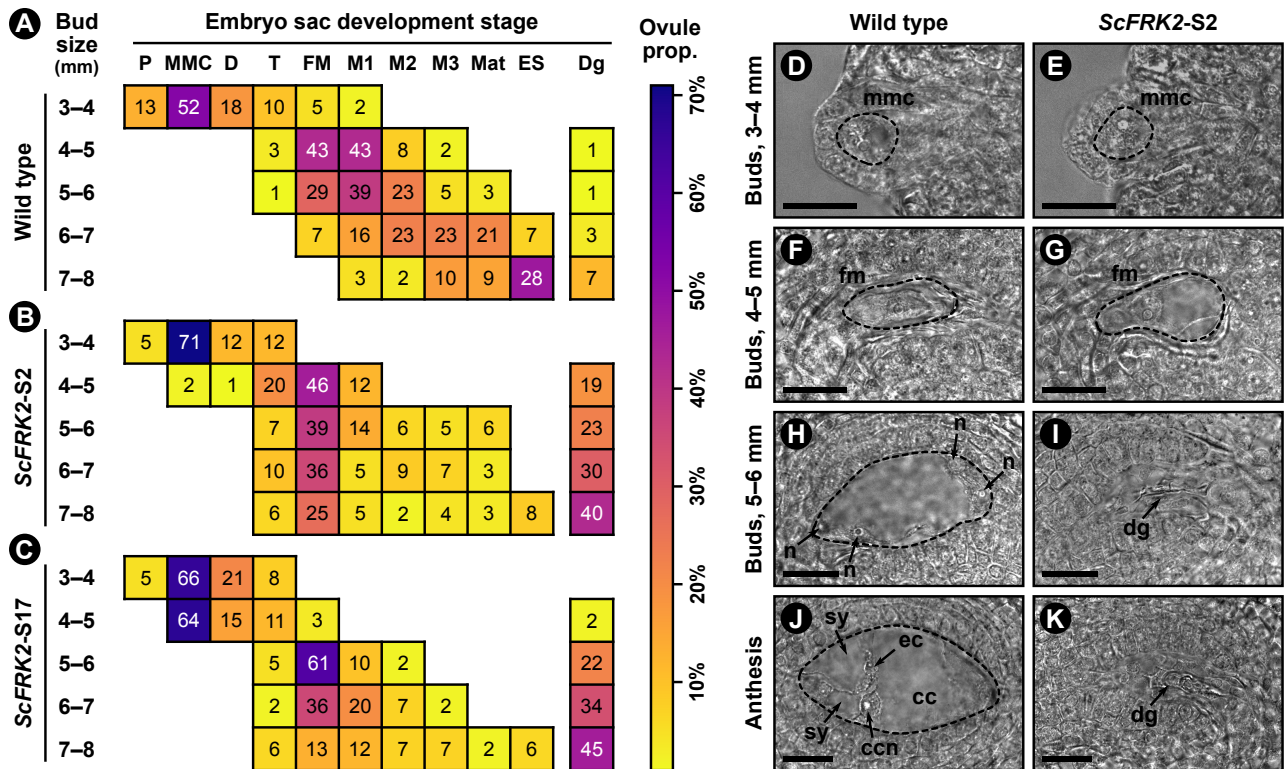 A Bud size (mm) Embryo sac development stage Ovule prop.
P MMC D T FM M1 M2 M3 Mat ES Dg
Wild type
3–4 13 52 18 10 5 2
4–5 3 43 43 8 2 1
5–6 1 29 39 23 5 3 1
6–7 7 16 23 23 21 7 3
7–8 3 2 10 9 28 7
B
ScFRK2-S2
3–4 5 71 12 12
4–5 2 1 20 46 12 19
5–6 7 39 14 6 5 6 23
6–7 10 36 5 9 7 3 30
7–8 6 25 5 2 4 3 8 40
C
ScFRK2-S17
3–4 5 66 21 8
4–5 64 15 11 3 2
5–6 5 61 10 2 22
6–7 2 36 20 7 2 34
7–8 6 13 12 7 7 2 6 45
70%
60%
50%
40%
30%
20%
10%
Wild type ScFRK2-S2
Buds, 3–4 mm
D mmc
E mmc
Buds, 4–5 mm
F fm
G fm
Buds, 5–6 mm
H n n n n
I dg
Anthesis
J sy ec cc sy ccn
K dg